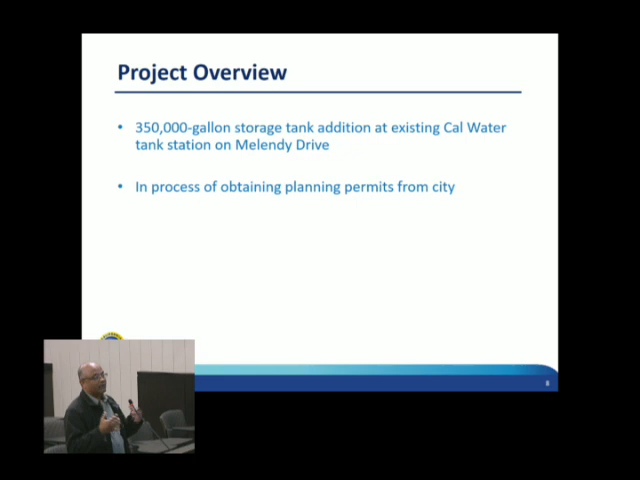 Project Overview
• 350,000-gallon storage tank addition at existing Cal Water
tank station on Melendy Drive
• In process of obtaining planning permits from city
8